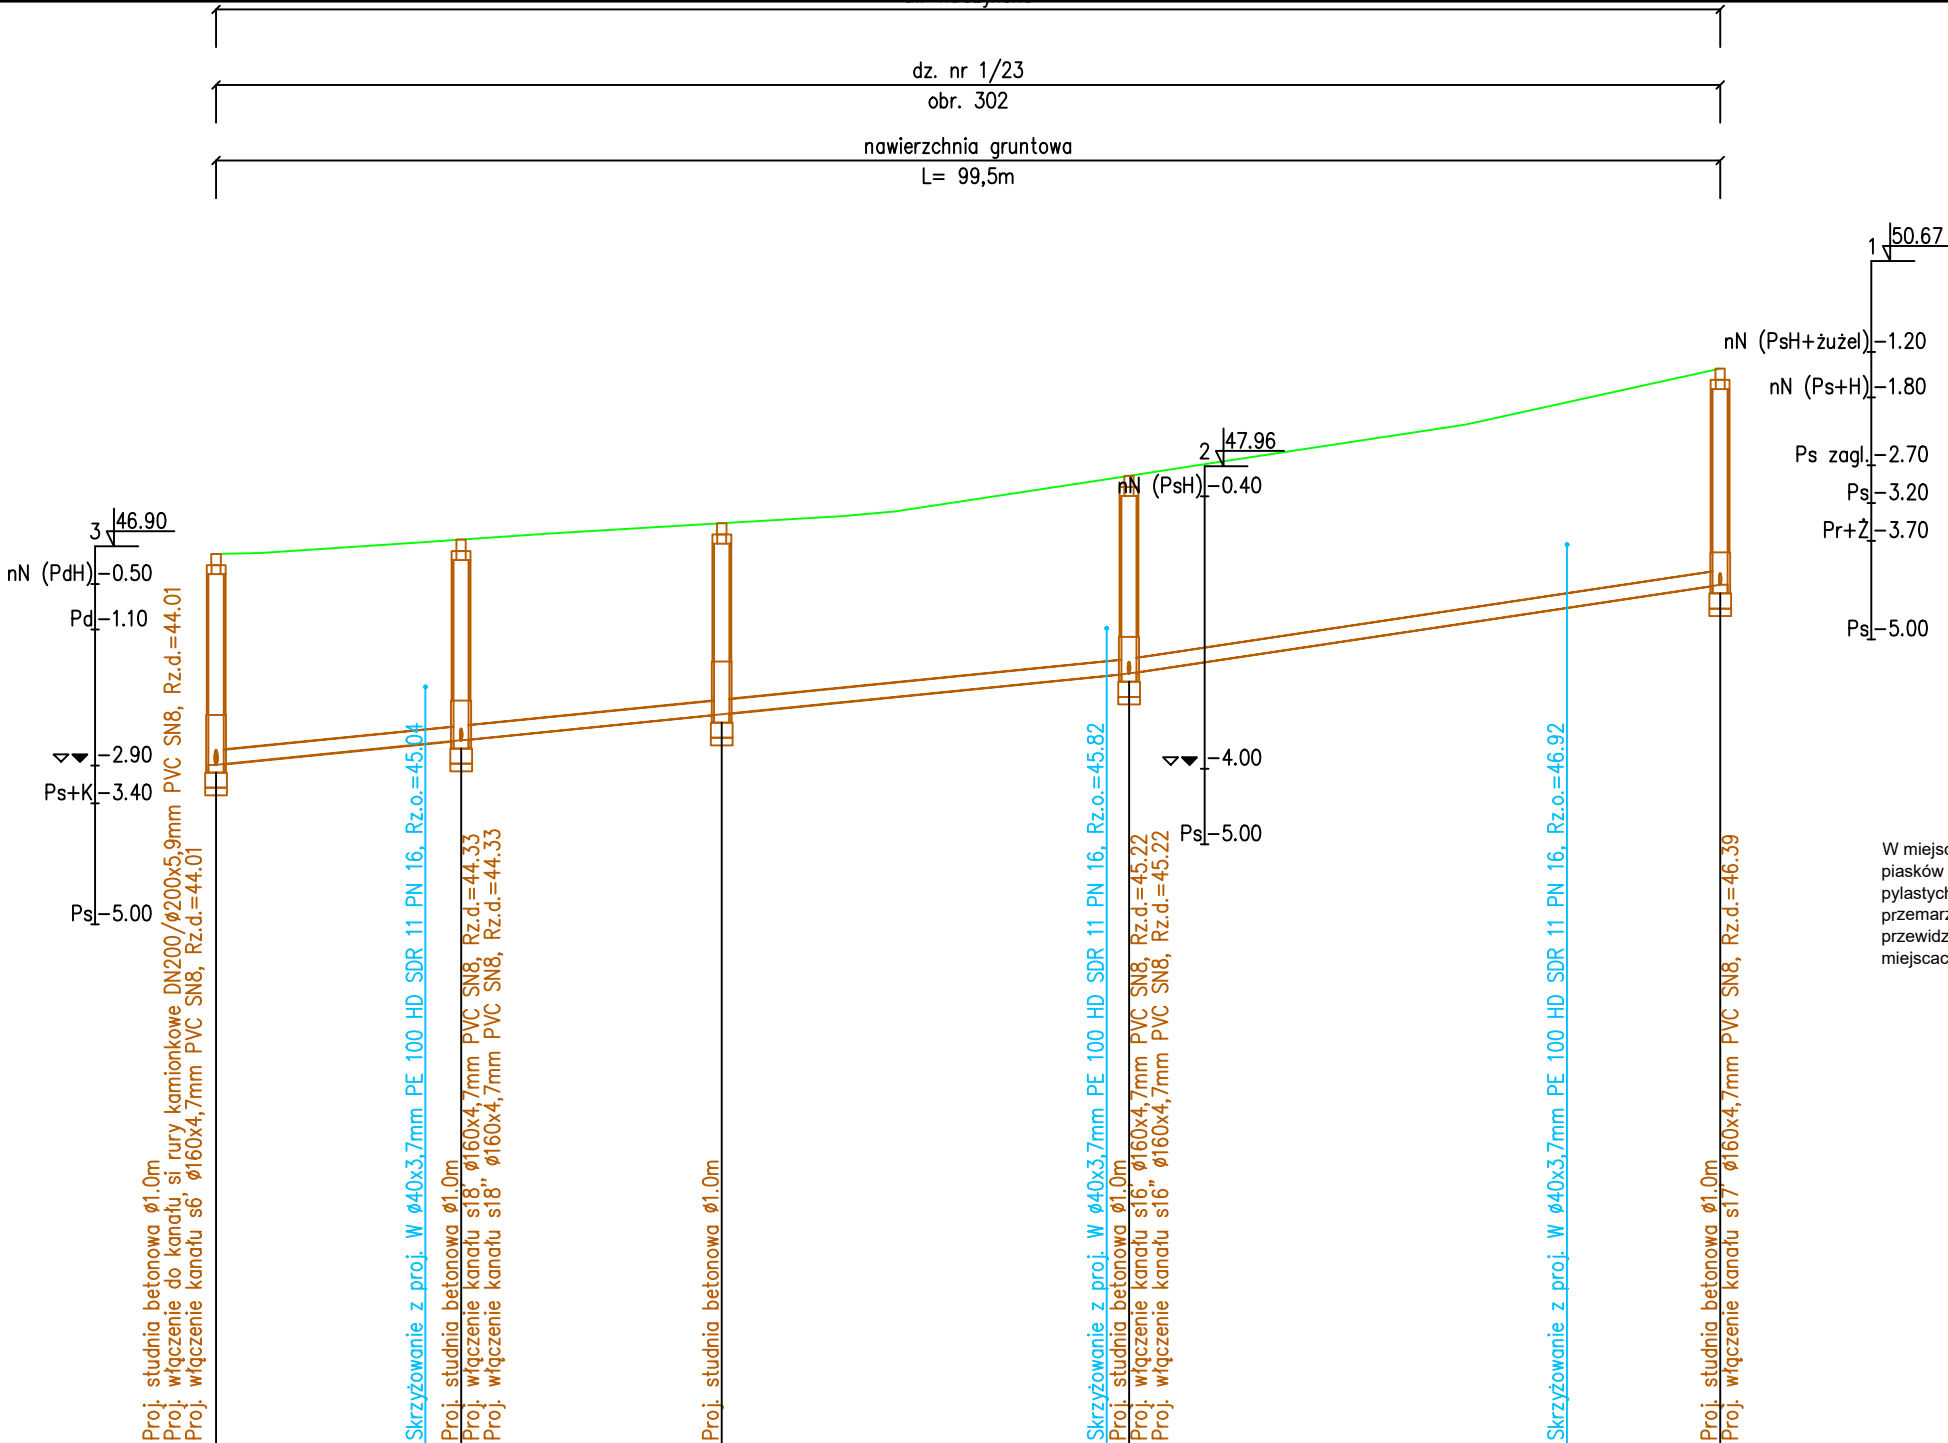 dz. nr 1/23
obr. 302
nawierzchnia gruntowa
L= 99,5m
1 50.67
nN (PsH+żużel) -1.20
nN (Ps+H) -1.80
Ps zagl. -2.70
Ps -3.20
Pr+Ż -3.70
Ps -5.00
2 47.96
nN (PsH) -0.40
-4.00
Ps -5.00
3 46.90
nN (PdH) -0.50
Pd -1.10
-2.90
Ps+K -3.40
Ps -5.00
Proj. studnia betonowa ø1.0m
Proj. włączenie do kanału si rury kamionkowe DN200/ø200x5,9mm PVC SN8, Rz.d.=44.01
Proj. włączenie kanału s6' ø160x4,7mm PVC SN8, Rz.d.=44.01
Skrzyżowanie z proj. W ø40x3,7mm PE 100 HD SDR 11 PN 16, Rz.o.=45.04
Proj. studnia betonowa ø1.0m
Proj. włączenie kanału s18' ø160x4,7mm PVC SN8, Rz.d.=44.33
Proj. włączenie kanału s18" ø160x4,7mm PVC SN8, Rz.d.=44.33
Proj. studnia betonowa ø1.0m
Skrzyżowanie z proj. W ø40x3,7mm PE 100 HD SDR 11 PN 16, Rz.o.=45.82
Proj. studnia betonowa ø1.0m
Proj. włączenie kanału s16' ø160x4,7mm PVC SN8, Rz.d.=45.22
Proj. włączenie kanału s16" ø160x4,7mm PVC SN8, Rz.d.=45.22
Skrzyżowanie z proj. W ø40x3,7mm PE 100 HD SDR 11 PN 16, Rz.o.=46.92
Proj. studnia betonowa ø1.0m
Proj. włączenie kanału s17' ø160x4,7mm PVC SN8, Rz.d.=46.39
W miejsc
piasków
pylastych
przemarz
przewidz
miejscac